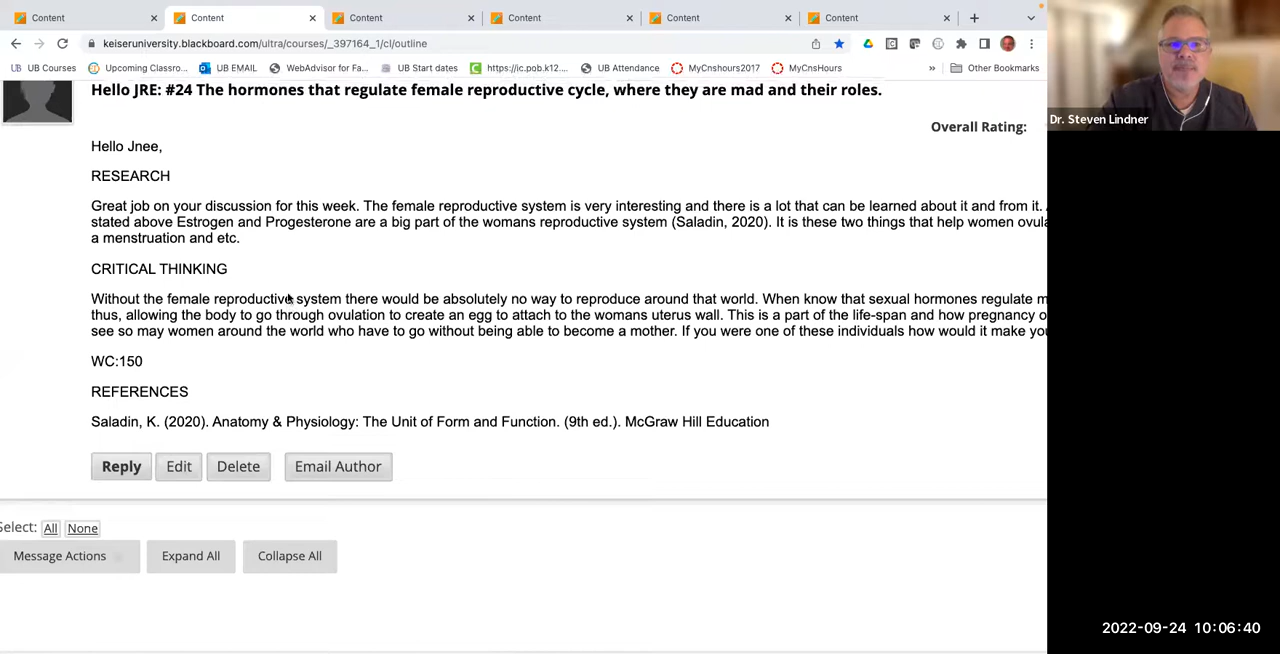 Content Content Content Content Content Content
keiseruniversity.blackboard.com/ultra/courses/_397164_1/cl/outline
UB Courses Upcoming Classro... UB EMAIL WebAdvisor for Fa... UB Start dates https://ic.pob.k12.... UB Attendance MyCnshours2017 MyCnsHours » Other Bookmarks
Hello JRE: #24 The hormones that regulate female reproductive cycle, where they are mad and their roles.
Dr. Steven Lindner
Overall Rating:
Hello Jnee,
RESEARCH
Great job on your discussion for this week. The female reproductive system is very interesting and there is a lot that can be learned about it and from it.
stated above Estrogen and Progesterone are a big part of the womans reproductive system (Saladin, 2020). It is these two things that help women ovula
a menstruation and etc.
CRITICAL THINKING
Without the female reproductive system there would be absolutely no way to reproduce around that world. When know that sexual hormones regulate m
thus, allowing the body to go through ovulation to create an egg to attach to the womans uterus wall. This is a part of the life-span and how pregnancy o
see so may women around the world who have to go without being able to become a mother. If you were one of these individuals how would it make you
WC:150
REFERENCES
Saladin, K. (2020). Anatomy & Physiology: The Unit of Form and Function. (9th ed.). McGraw Hill Education
Reply Edit Delete Email Author
Select: All None
Message Actions Expand All Collapse All
2022-09-24 10:06:40